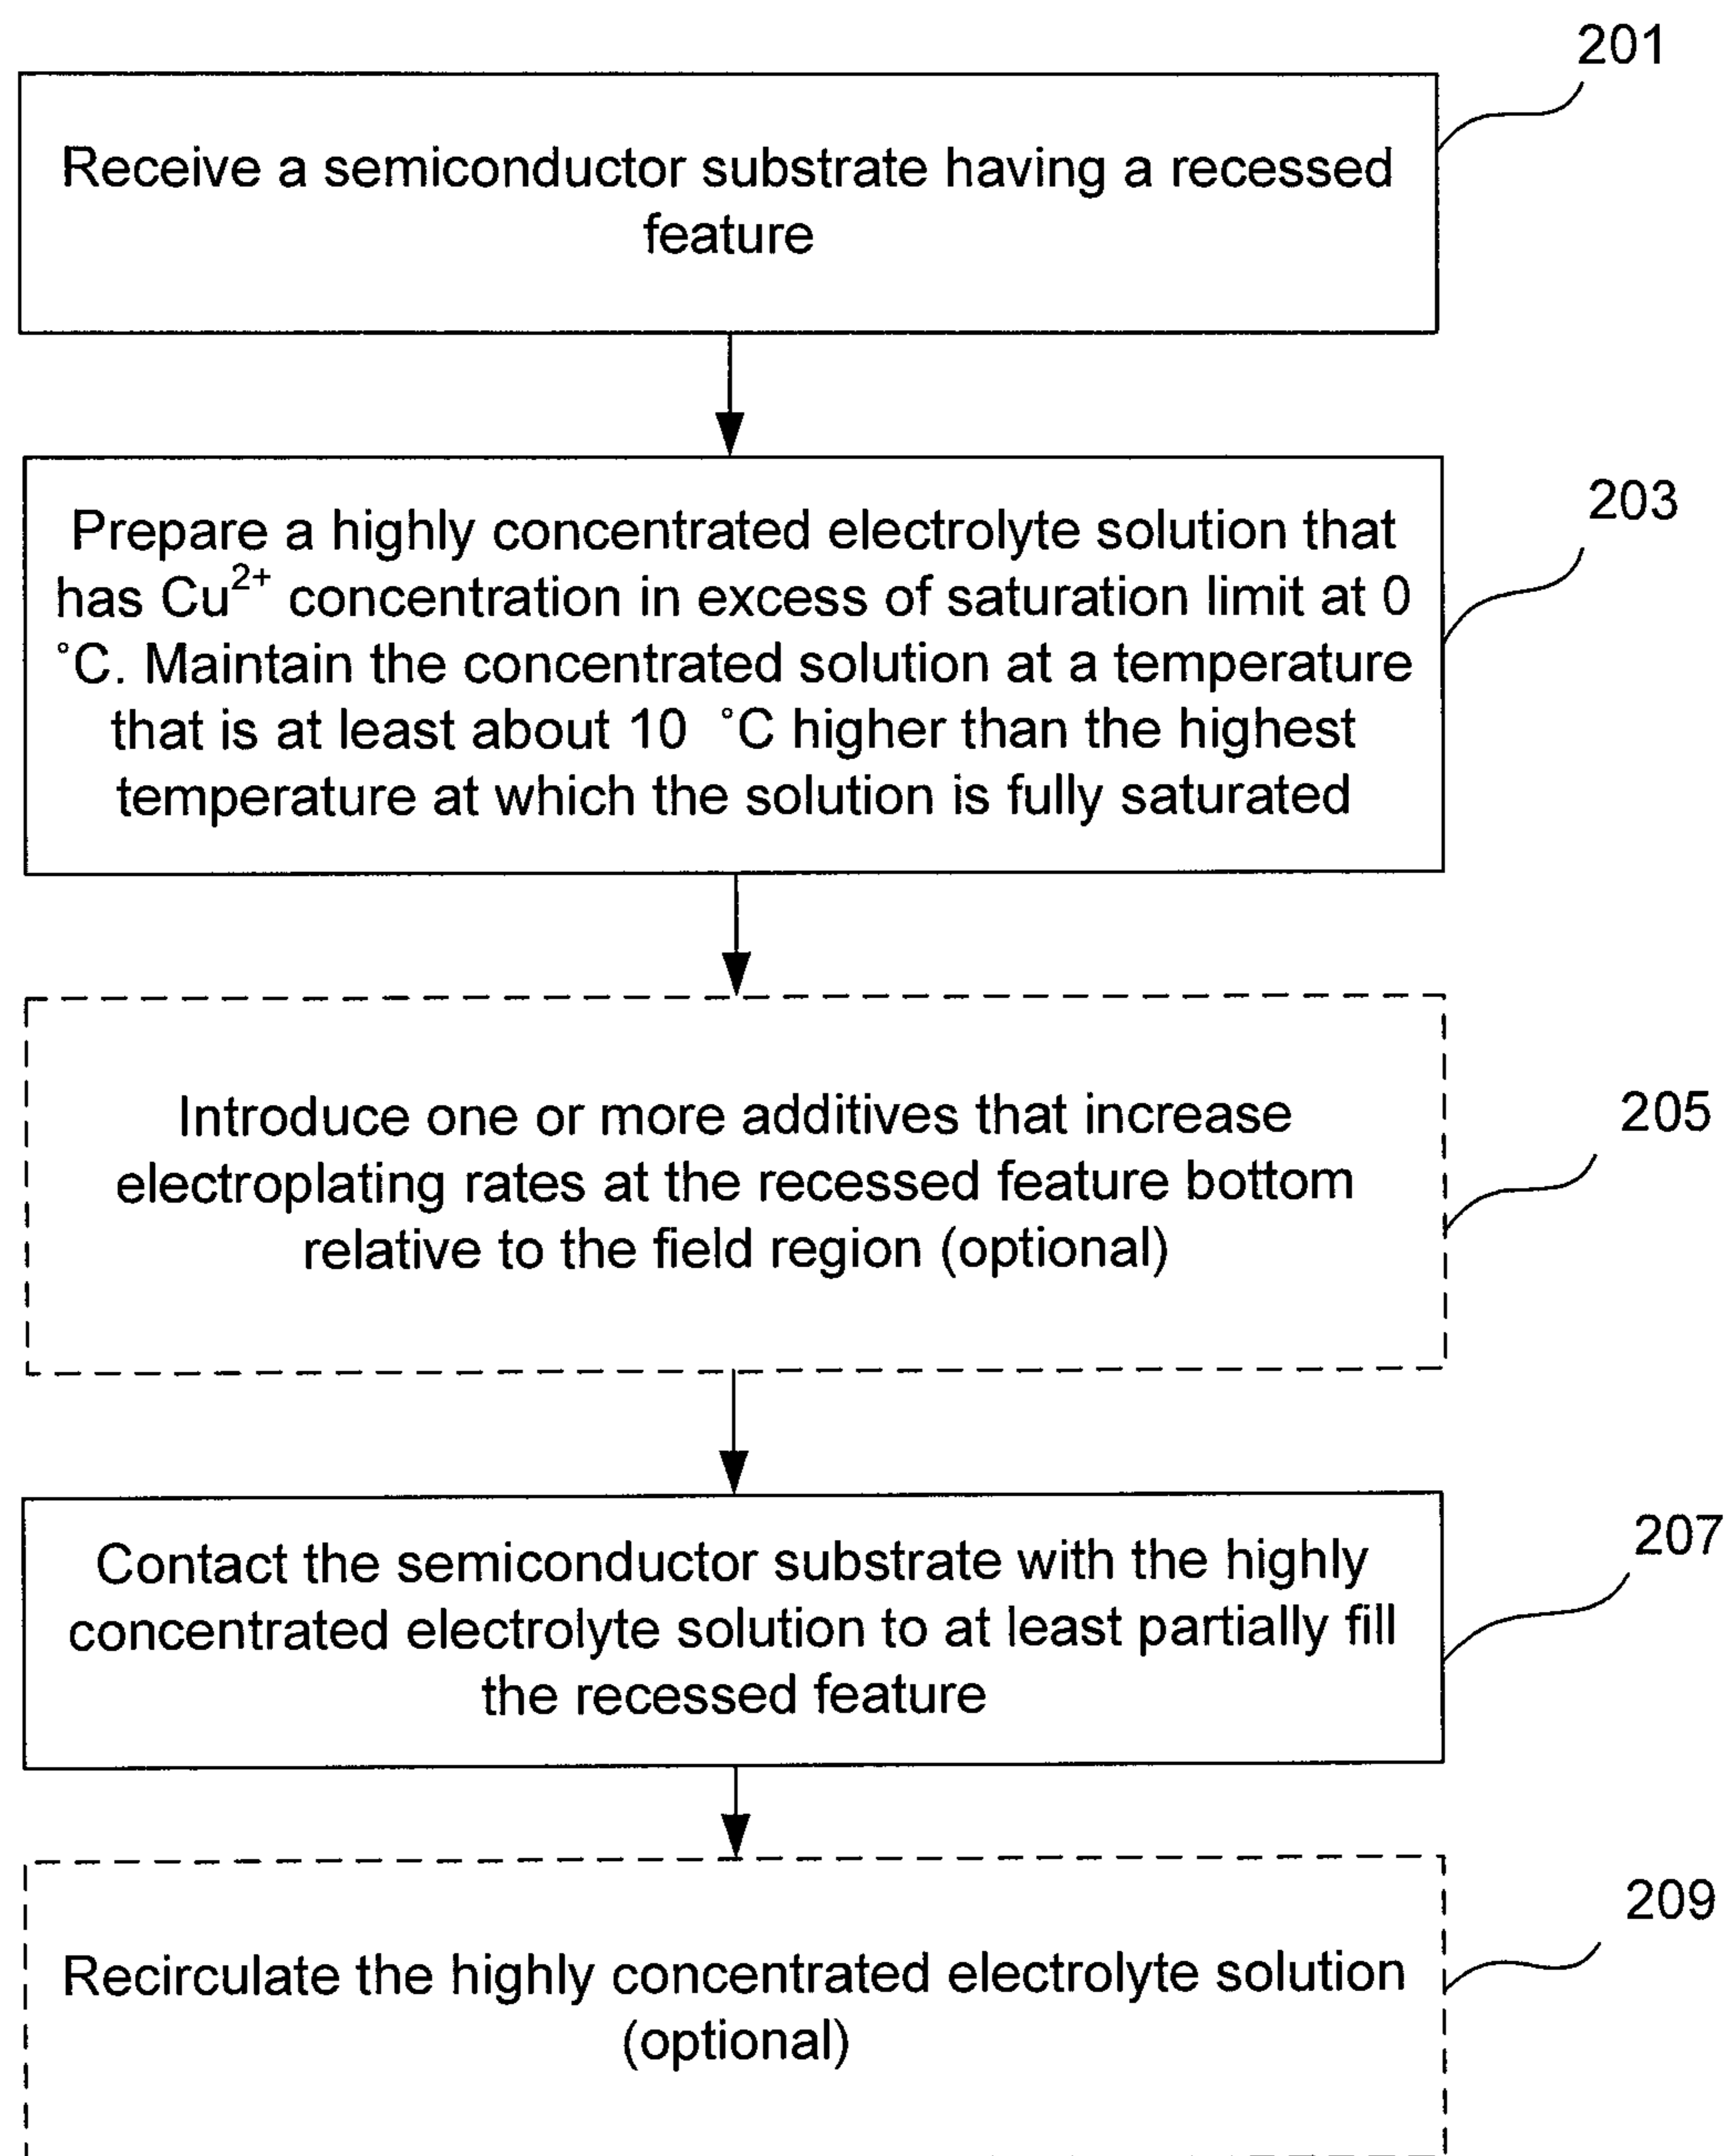 201
Receive a semiconductor substrate having a recessed
feature
203
Prepare a highly concentrated electrolyte solution that
has Cu²⁺ concentration in excess of saturation limit at 0
°C. Maintain the concentrated solution at a temperature
that is at least about 10 °C higher than the highest
temperature at which the solution is fully saturated
205
Introduce one or more additives that increase
electroplating rates at the recessed feature bottom
relative to the field region (optional)
207
Contact the semiconductor substrate with the highly
concentrated electrolyte solution to at least partially fill
the recessed feature
209
Recirculate the highly concentrated electrolyte solution
(optional)